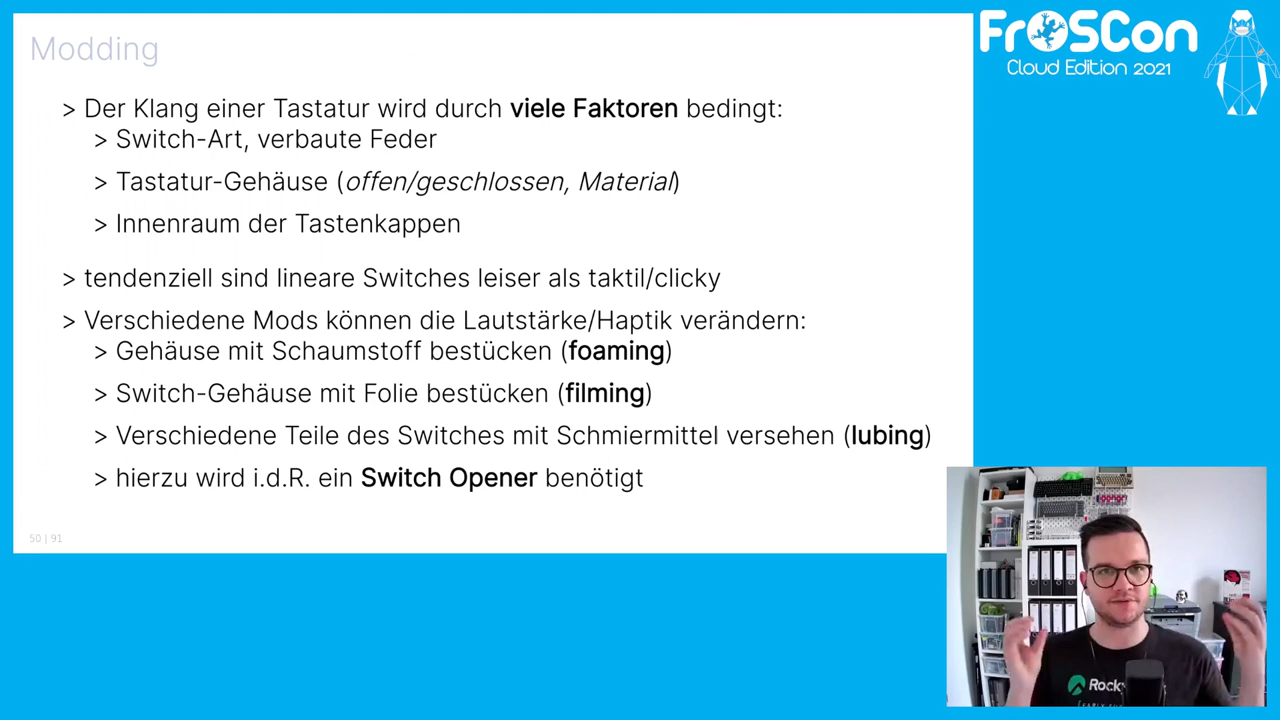 Modding
> Der Klang einer Tastatur wird durch viele Faktoren bedingt:
> Switch-Art, verbaute Feder
> Tastatur-Gehäuse (offen/geschlossen, Material)
> Innenraum der Tastenkappen
> tendenziell sind lineare Switches leiser als taktil/clicky
> Verschiedene Mods können die Lautstärke/Haptik verändern:
> Gehäuse mit Schaumstoff bestücken (foaming)
> Switch-Gehäuse mit Folie bestücken (filming)
> Verschiedene Teile des Switches mit Schmiermittel versehen (lubing)
> hierzu wird i.d.R. ein Switch Opener benötigt
50 | 91
FrOSCon
Cloud Edition 2021